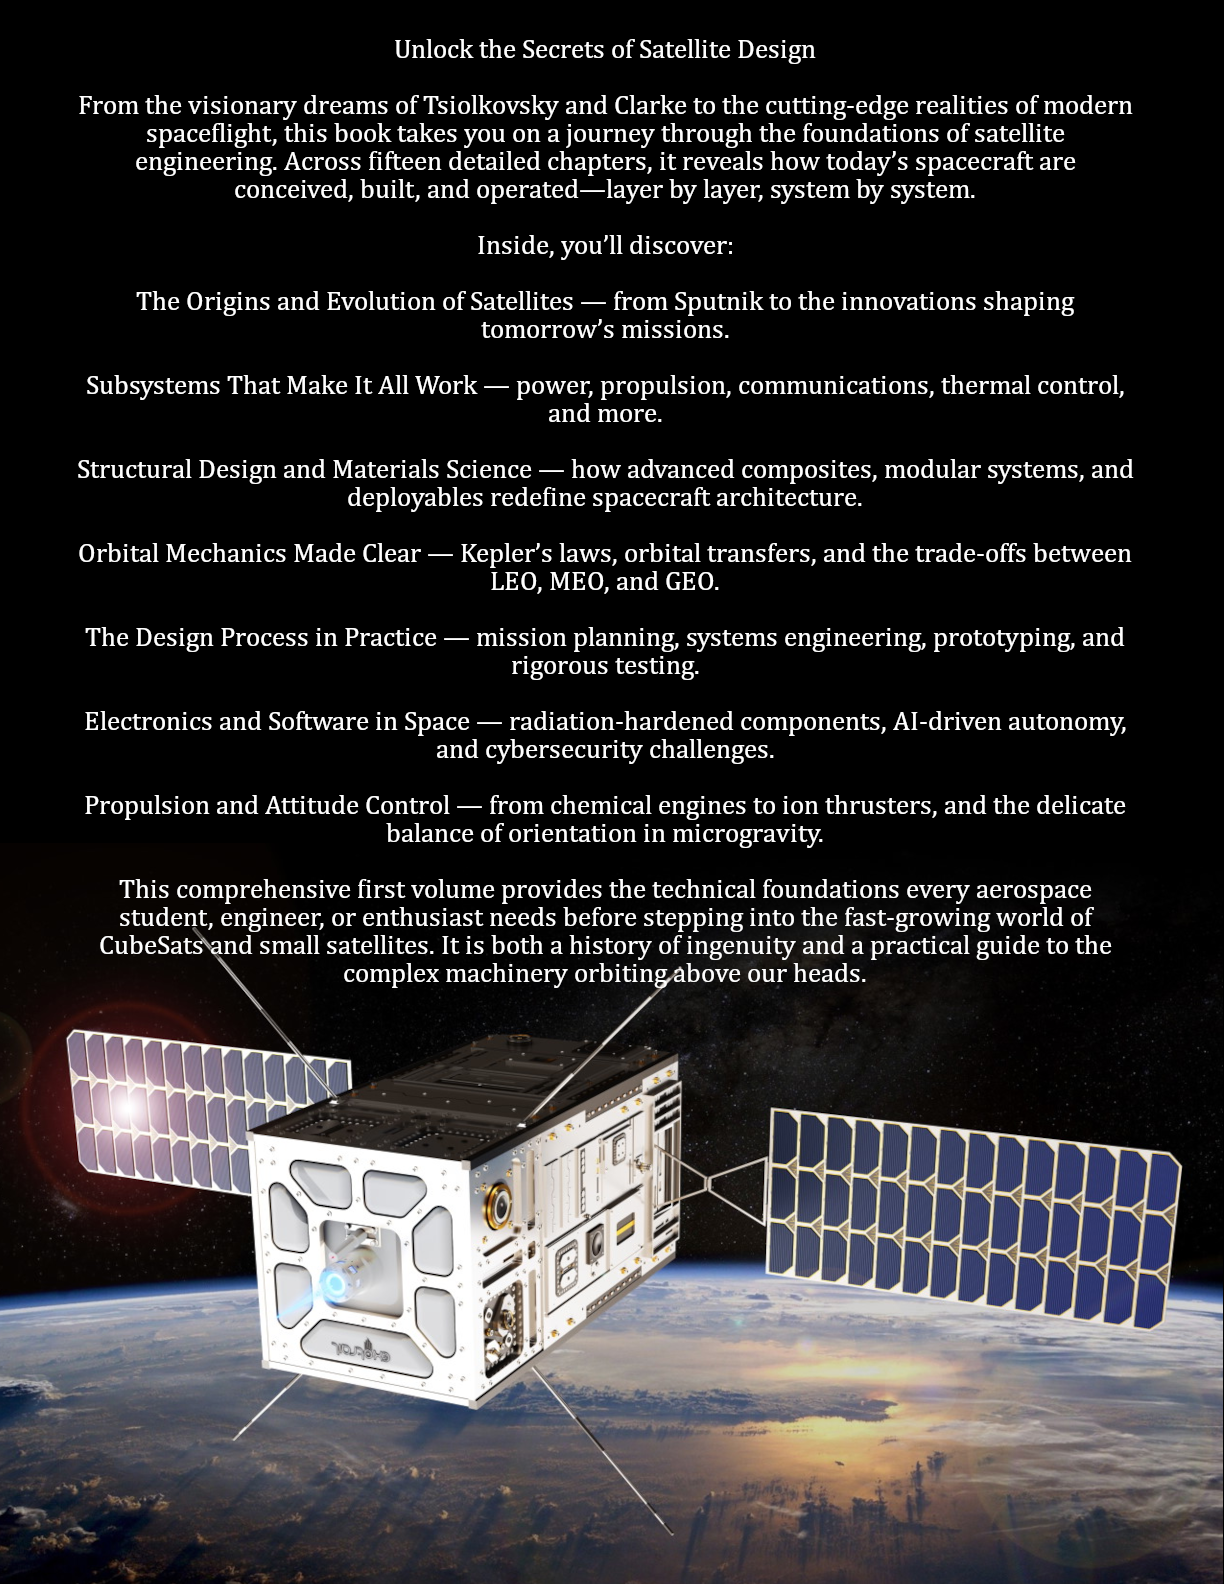 Unlock the Secrets of Satellite Design
From the visionary dreams of Tsiolkovsky and Clarke to the cutting-edge realities of modern
spaceflight, this book takes you on a journey through the foundations of satellite
engineering. Across fifteen detailed chapters, it reveals how today’s spacecraft are
conceived, built, and operated—layer by layer, system by system.
Inside, you’ll discover:
The Origins and Evolution of Satellites — from Sputnik to the innovations shaping
tomorrow’s missions.
Subsystems That Make It All Work — power, propulsion, communications, thermal control,
and more.
Structural Design and Materials Science — how advanced composites, modular systems, and
deployables redefine spacecraft architecture.
Orbital Mechanics Made Clear — Kepler’s laws, orbital transfers, and the trade-offs between
LEO, MEO, and GEO.
The Design Process in Practice — mission planning, systems engineering, prototyping, and
rigorous testing.
Electronics and Software in Space — radiation-hardened components, AI-driven autonomy,
and cybersecurity challenges.
Propulsion and Attitude Control — from chemical engines to ion thrusters, and the delicate
balance of orientation in microgravity.
This comprehensive first volume provides the technical foundations every aerospace
student, engineer, or enthusiast needs before stepping into the fast-growing world of
CubeSats and small satellites. It is both a history of ingenuity and a practical guide to the
complex machinery orbiting above our heads.